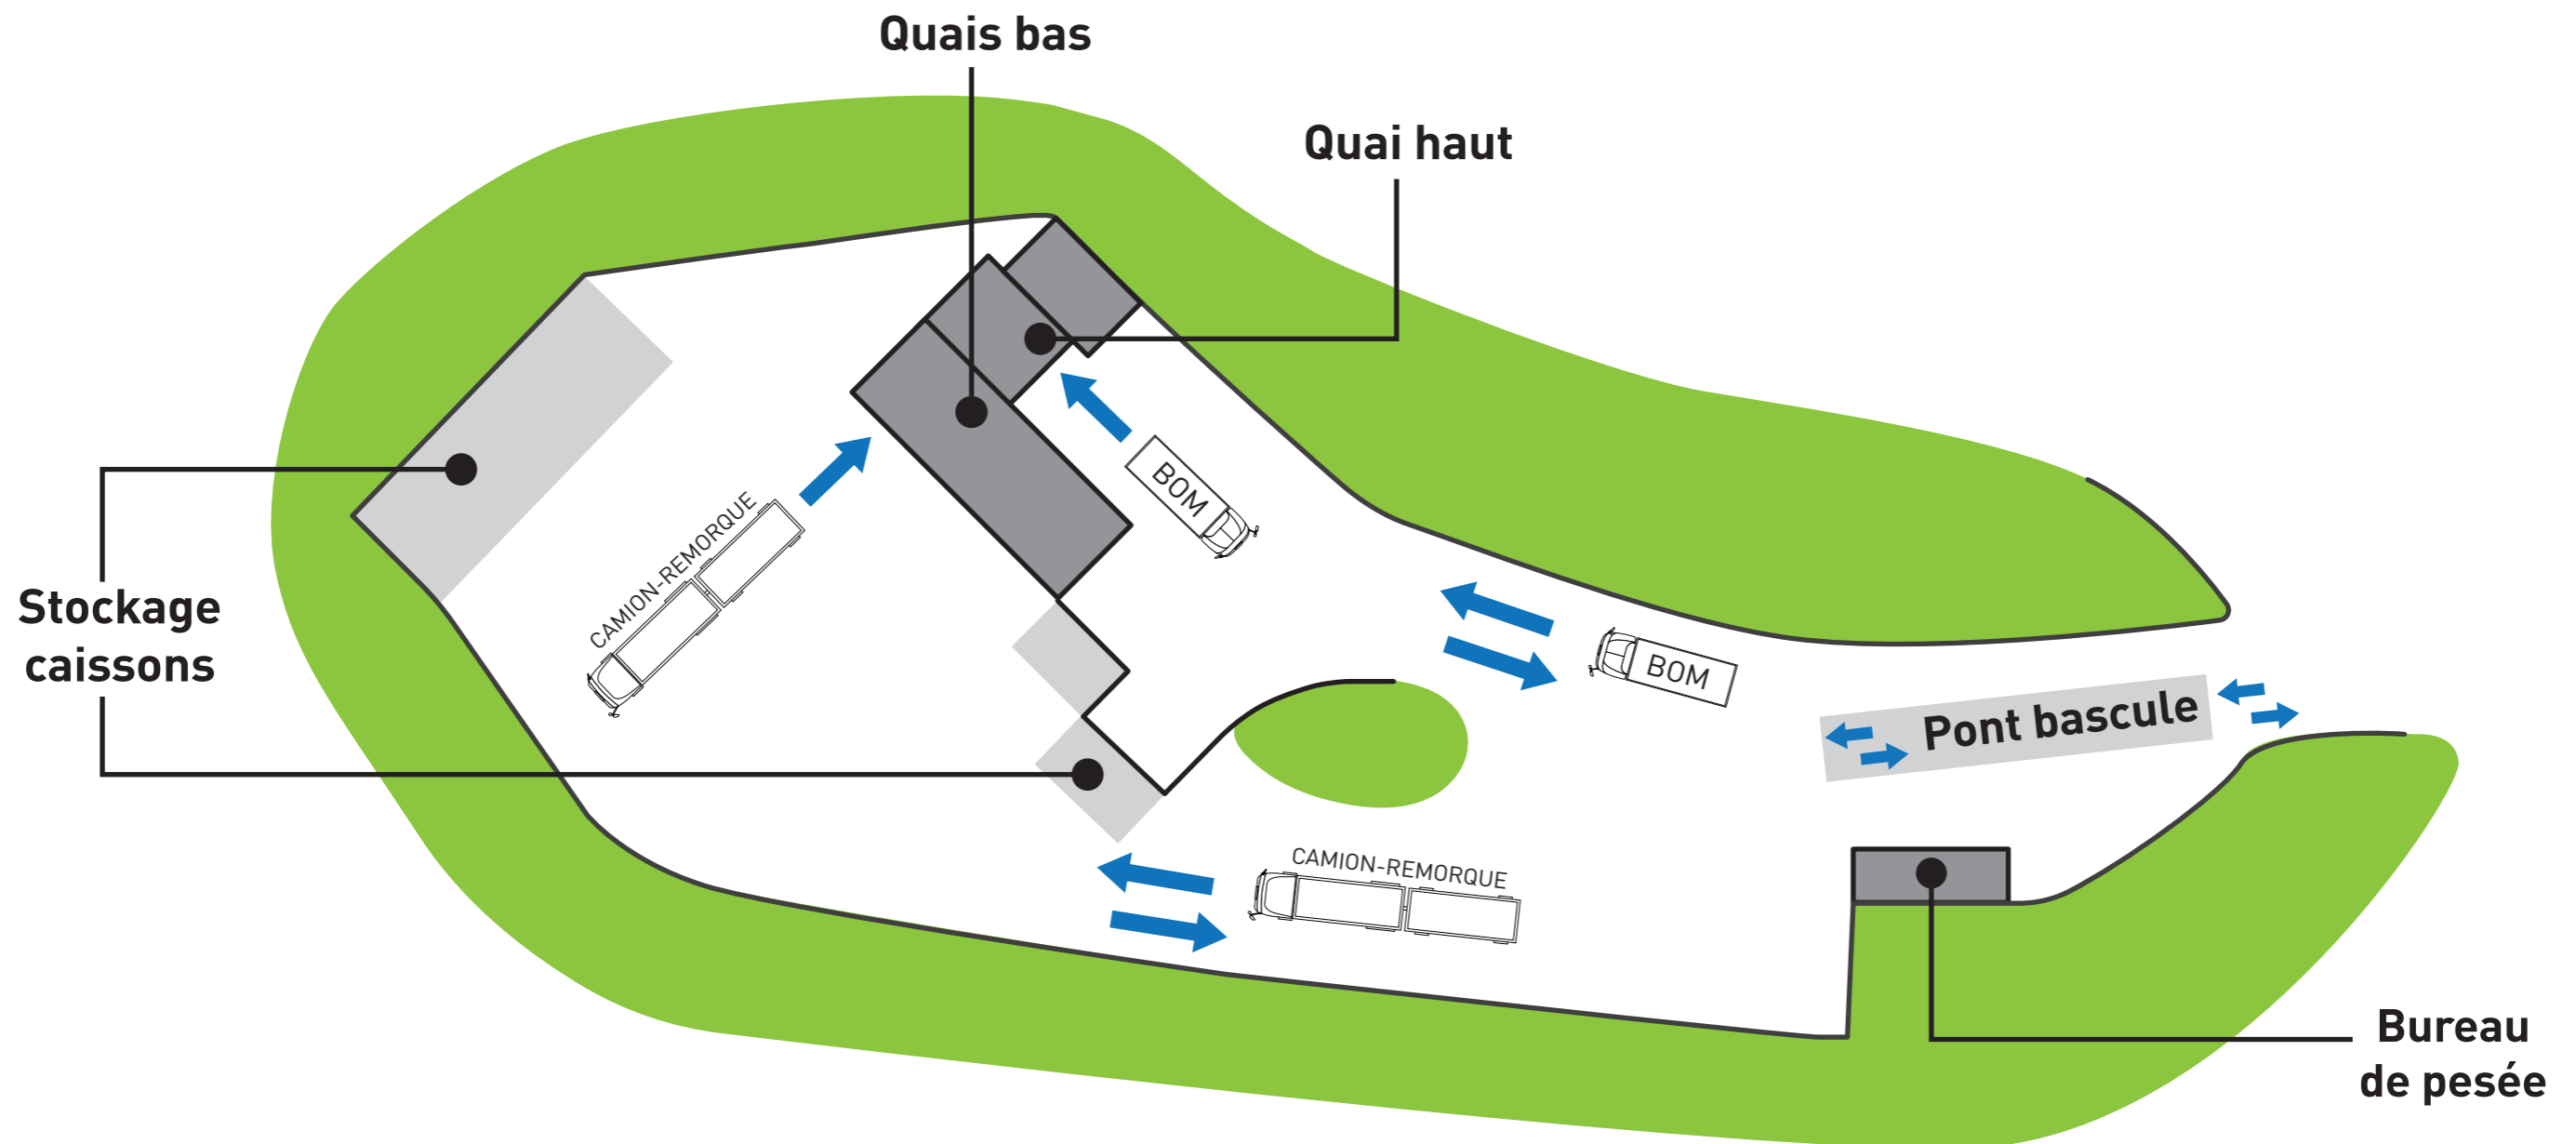 Quais bas
Quai haut
BOM
CAMION-REMORQUE
Stockage
caissons
BOM
Pont bascule
CAMION-REMORQUE
Bureau
de pesée